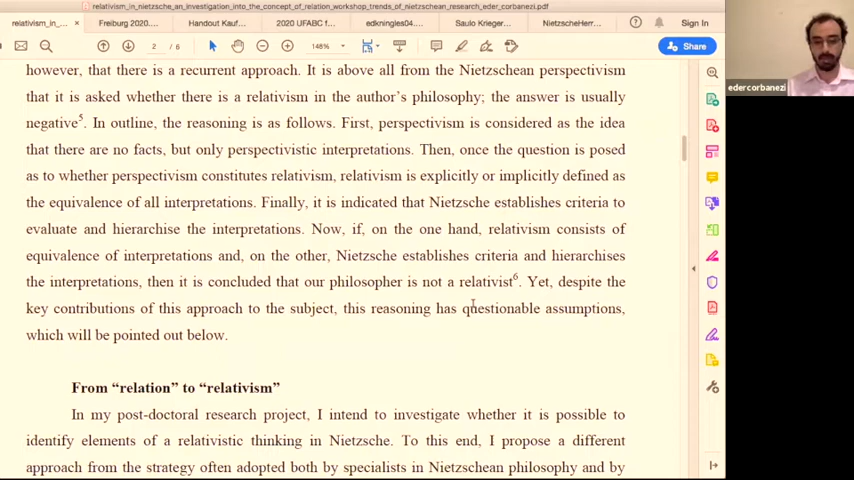 relativism_in_nietzsche_an_investigation_into_the_concept_of_relation_workshop_trends_of_nietzschean_research_eder_corbanezi.pdf
relativism_in_... × Freiburg 2020.... Handout Kauf... 2020 UFABC f... edkningles04.... Saulo Krieger... NietzscheHerr... Sign In
2 / 6 148% Share
however, that there is a recurrent approach. It is above all from the Nietzschean perspectivism
that it is asked whether there is a relativism in the author's philosophy; the answer is usually
negative5. In outline, the reasoning is as follows. First, perspectivism is considered as the idea
that there are no facts, but only perspectivistic interpretations. Then, once the question is posed
as to whether perspectivism constitutes relativism, relativism is explicitly or implicitly defined as
the equivalence of all interpretations. Finally, it is indicated that Nietzsche establishes criteria to
evaluate and hierarchise the interpretations. Now, if, on the one hand, relativism consists of
equivalence of interpretations and, on the other, Nietzsche establishes criteria and hierarchises
the interpretations, then it is concluded that our philosopher is not a relativist6. Yet, despite the
key contributions of this approach to the subject, this reasoning has questionable assumptions,
which will be pointed out below.
From “relation” to “relativism”
In my post-doctoral research project, I intend to investigate whether it is possible to
identify elements of a relativistic thinking in Nietzsche. To this end, I propose a different
approach from the strategy often adopted both by specialists in Nietzschean philosophy and by
edercorbanezi